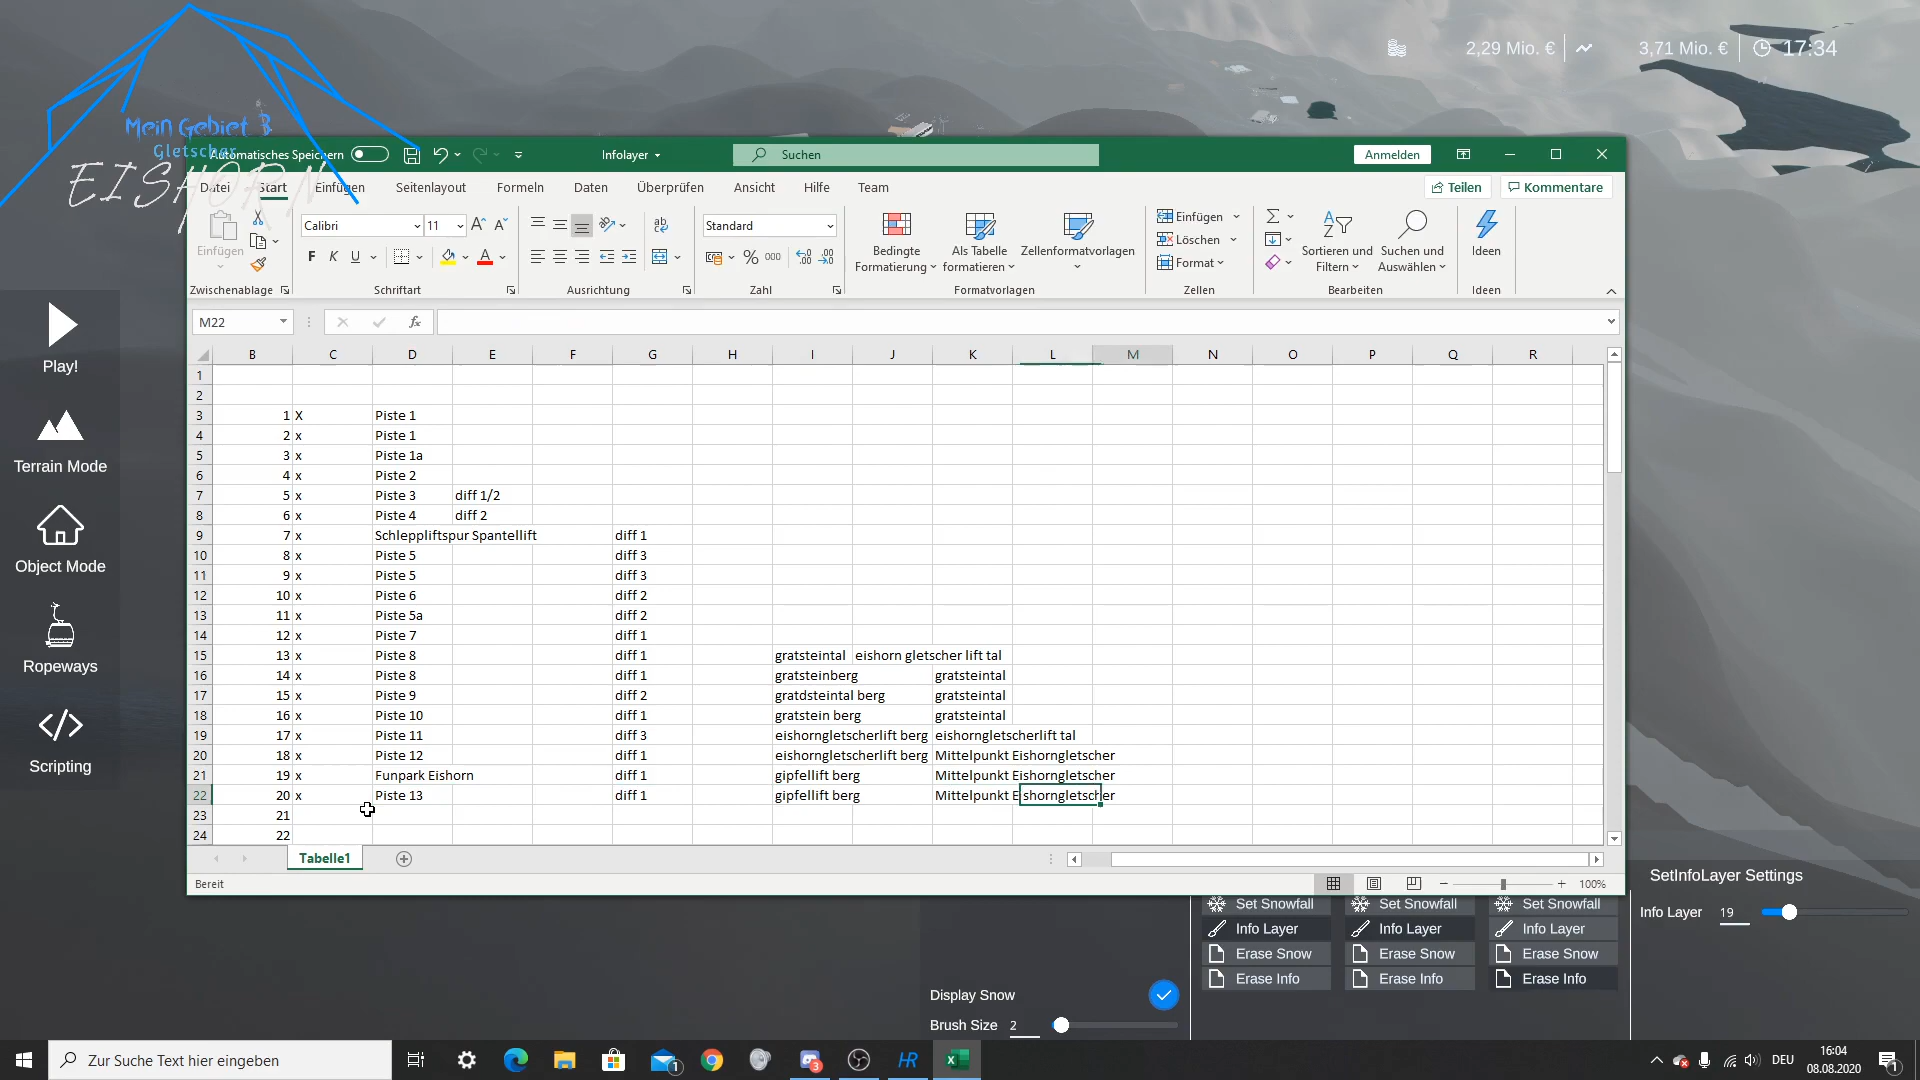 2,29 Mio. €
3,71 Mio. €
17:34
Mein Gebiet 3
Gletscher
EISHORN
Automatisches Speichern
Infolayer
Suchen
Anmelden
Datei Start Einfügen Seitenlayout Formeln Daten Überprüfen Ansicht Hilfe Team
Teilen
Kommentare
Einfügen
Calibri
11
F K U
Standard
% 000
Bedingte Formatierung
Als Tabelle formatieren
Zellenformatvorlagen
Einfügen
Löschen
Format
Sortieren und Filtern
Suchen und Auswählen
Ideen
Zwischenablage Schriftart Ausrichtung Zahl Formatvorlagen Zellen Bearbeiten Ideen
M22
fx
B C D E F G H I J K L M N O P Q R
1
2
3 1 X Piste 1
4 2 x Piste 1
5 3 x Piste 1a
6 4 x Piste 2
7 5 x Piste 3 diff 1/2
8 6 x Piste 4 diff 2
9 7 x Schleppliftspur Spantellift diff 1
10 8 x Piste 5 diff 3
11 9 x Piste 5 diff 3
12 10 x Piste 6 diff 2
13 11 x Piste 5a diff 2
14 12 x Piste 7 diff 1
15 13 x Piste 8 diff 1 gratsteintal eishorn gletscher lift tal
16 14 x Piste 8 diff 1 gratsteinberg gratsteintal
17 15 x Piste 9 diff 2 gratdsteintal berg gratsteintal
18 16 x Piste 10 diff 1 gratstein berg gratsteintal
19 17 x Piste 11 diff 3 eishorngletscherlift berg eishorngletscherlift tal
20 18 x Piste 12 diff 1 eishorngletscherlift berg Mittelpunkt Eishorngletscher
21 19 x Funpark Eishorn diff 1 gipfellift berg Mittelpunkt Eishorngletscher
22 20 x Piste 13 diff 1 gipfellift berg Mittelpunkt Eishorngletscher
23 21
24 22
Tabelle1
Bereit
100%
Play!
Terrain Mode
Object Mode
Ropeways
Scripting
SetInfoLayer Settings
Info Layer 19
Set Snowfall Set Snowfall Set Snowfall
Info Layer Info Layer Info Layer
Erase Snow Erase Snow Erase Snow
Erase Info Erase Info Erase Info
Display Snow
Brush Size 2
Zur Suche Text hier eingeben
1
3
HR
DEU
16:04
08.08.2020
1